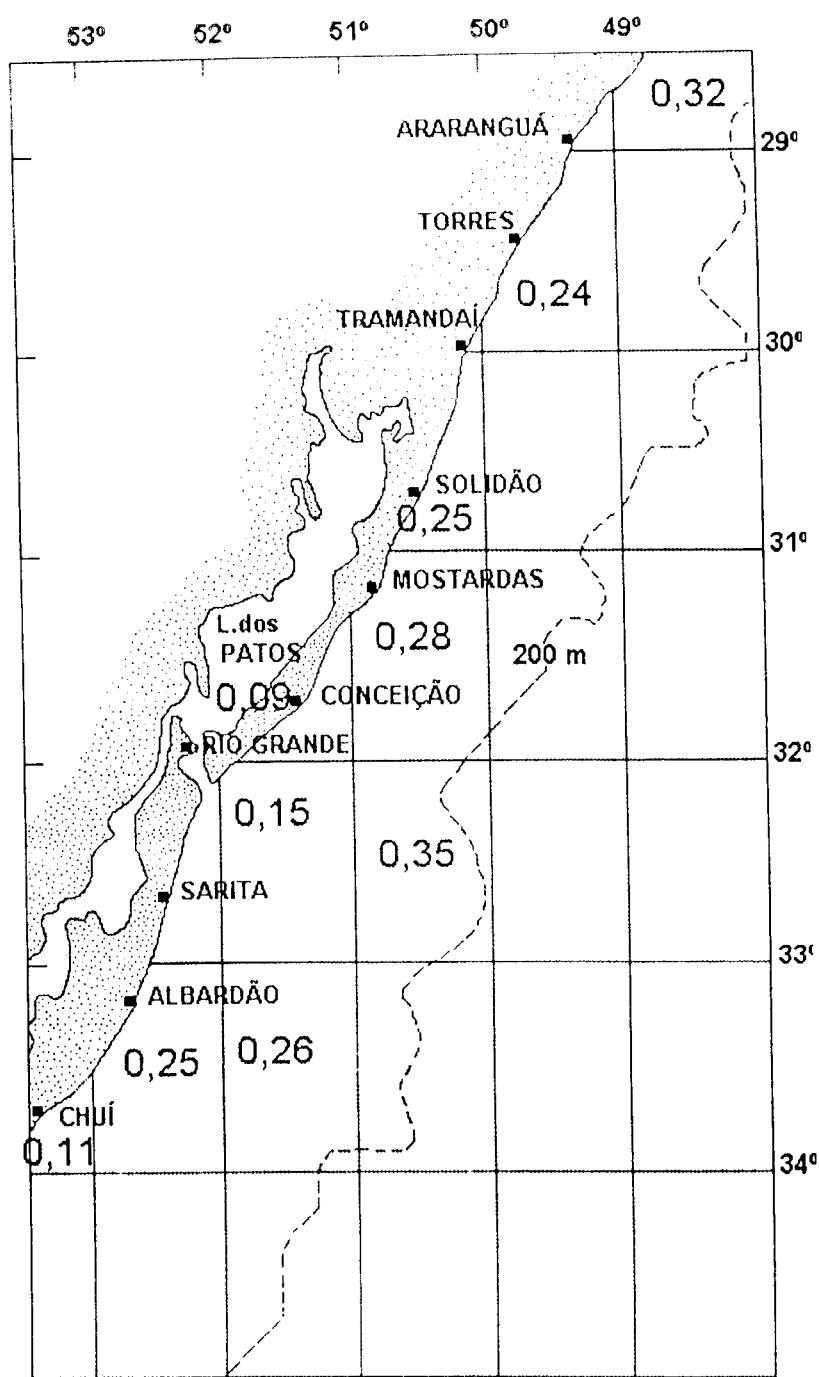 53º 52º 51º 50º 49º
0,32
ARARANGUÁ
29º
TORRES
0,24
TRAMANDAÍ
30º
SOLIDÃO
0,25
31º
MOSTARDAS
L.dos
PATOS
0,28
200 m
0,09
CONCEIÇÃO
RIO GRANDE
32º
0,15
0,35
SARITA
33º
ALBARDÃO
0,25
0,26
CHUÍ
0,11
34º